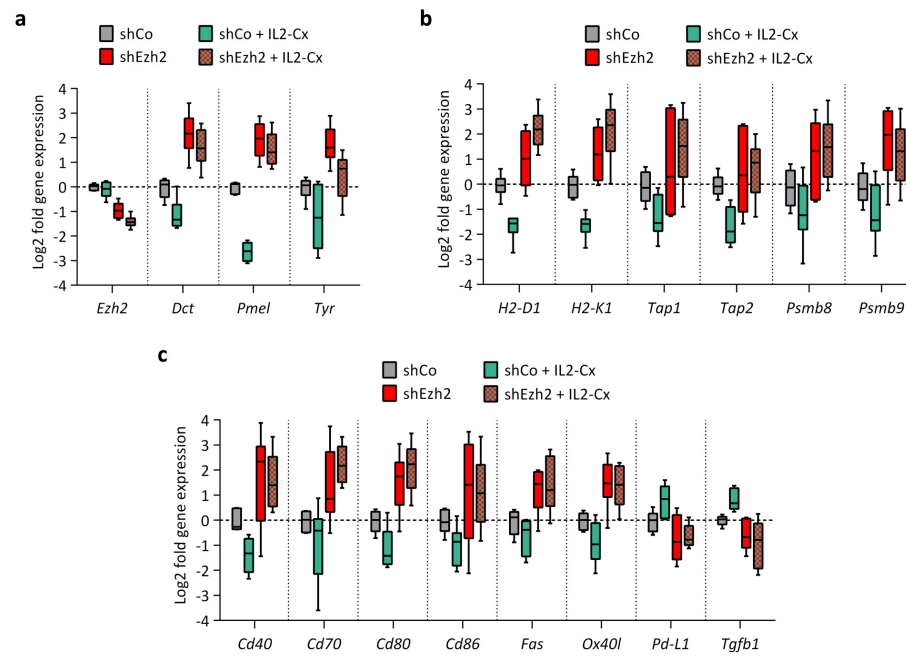 a
shCo
shCo + IL2-Cx
shEzh2
shEzh2 + IL2-Cx
Log2 fold gene expression
4
3
2
1
0
-1
-2
-3
-4
Ezh2 Dct Pmel Tyr
b
shCo
shCo + IL2-Cx
shEzh2
shEzh2 + IL2-Cx
Log2 fold gene expression
4
3
2
1
0
-1
-2
-3
-4
H2-D1 H2-K1 Tap1 Tap2 Psmb8 Psmb9
c
shCo
shCo + IL2-Cx
shEzh2
shEzh2 + IL2-Cx
Log2 fold gene expression
4
3
2
1
0
-1
-2
-3
-4
Cd40 Cd70 Cd80 Cd86 Fas Ox40l Pd-L1 Tgfb1